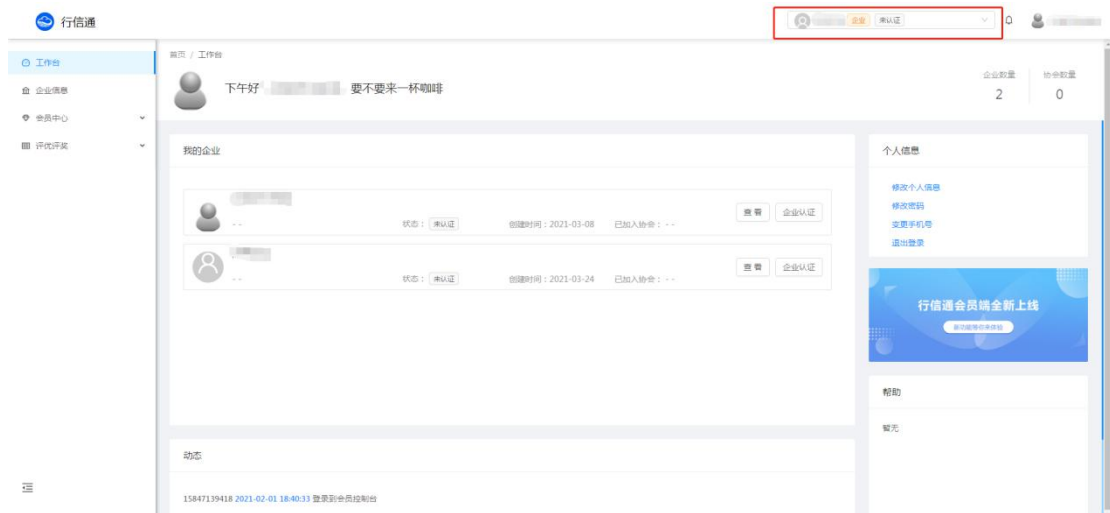 行信通
企业 未认证
工作台
企业信息
会员中心
评优评奖
首页 / 工作台
下午好 要不要来一杯咖啡
企业数量 协会数量
2 0
我的企业
- - 状态： 未认证 创建时间：2021-03-08 已加入协会：- - 查看 企业认证
- - 状态： 未认证 创建时间：2021-03-24 已加入协会：- - 查看 企业认证
动态
15847139418 2021-02-01 18:40:33 登录到会员控制台
个人信息
修改个人信息
修改密码
变更手机号
退出登录
行信通会员端全新上线
帮助
暂无